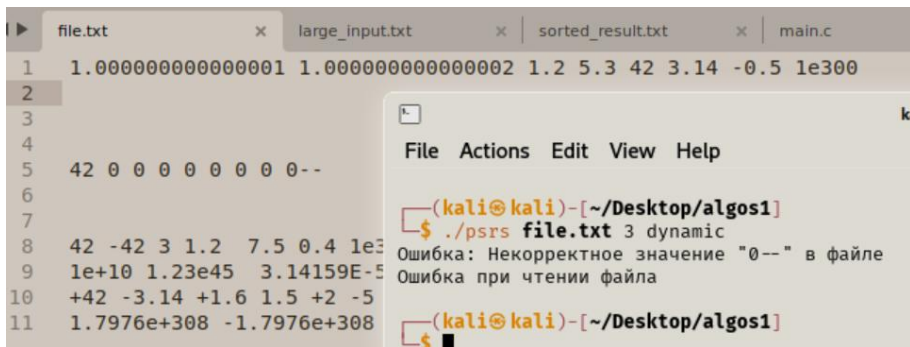 file.txt × large_input.txt × sorted_result.txt × main.c
1 1.000000000000001 1.000000000000002 1.2 5.3 42 3.14 -0.5 1e300
2
3
4
5 42 0 0 0 0 0 0 0 0--
6
7
8 42 -42 3 1.2 7.5 0.4 1e3
9 1e+10 1.23e45 3.14159E-5
10 +42 -3.14 +1.6 1.5 +2 -5
11 1.7976e+308 -1.7976e+308
k
File Actions Edit View Help
(kali㉿kali)-[~/Desktop/algos1]
$ ./psrs file.txt 3 dynamic
Ошибка: Некорректное значение "0--" в файле
Ошибка при чтении файла
(kali㉿kali)-[~/Desktop/algos1]
$